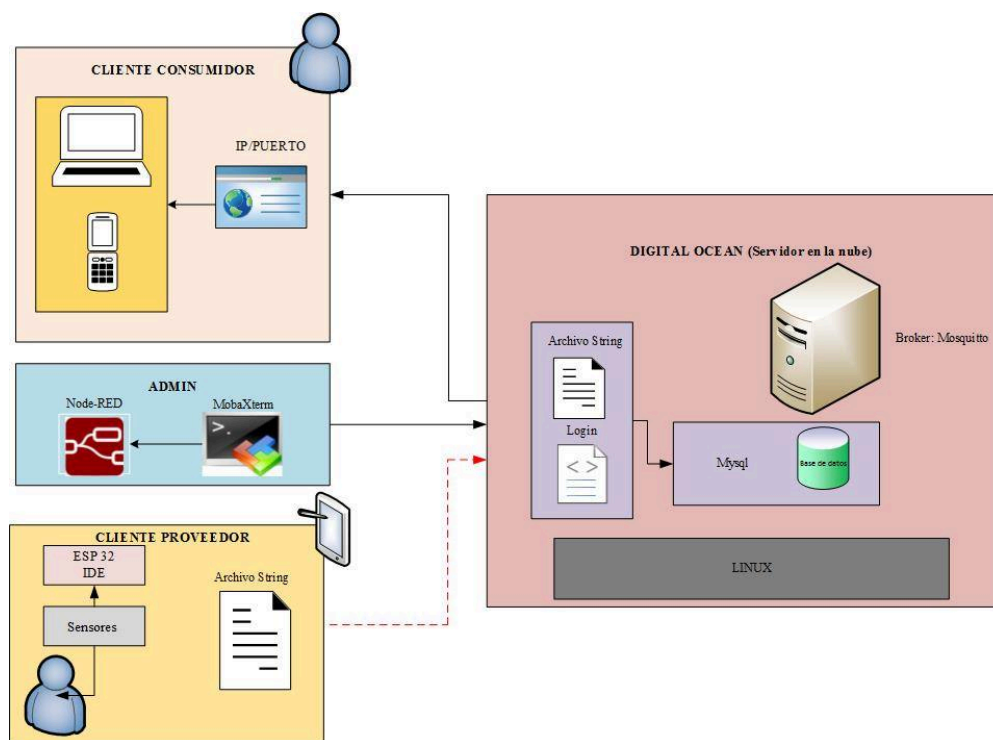 CLIENTE CONSUMIDOR
IP/PUERTO
ADMIN
Node-RED
MobaXterm
CLIENTE PROVEEDOR
ESP 32
IDE
Sensores
Archivo String
DIGITAL OCEAN (Servidor en la nube)
Archivo String
Login
Broker: Mosquitto
Mysql
Base de datos
LINUX